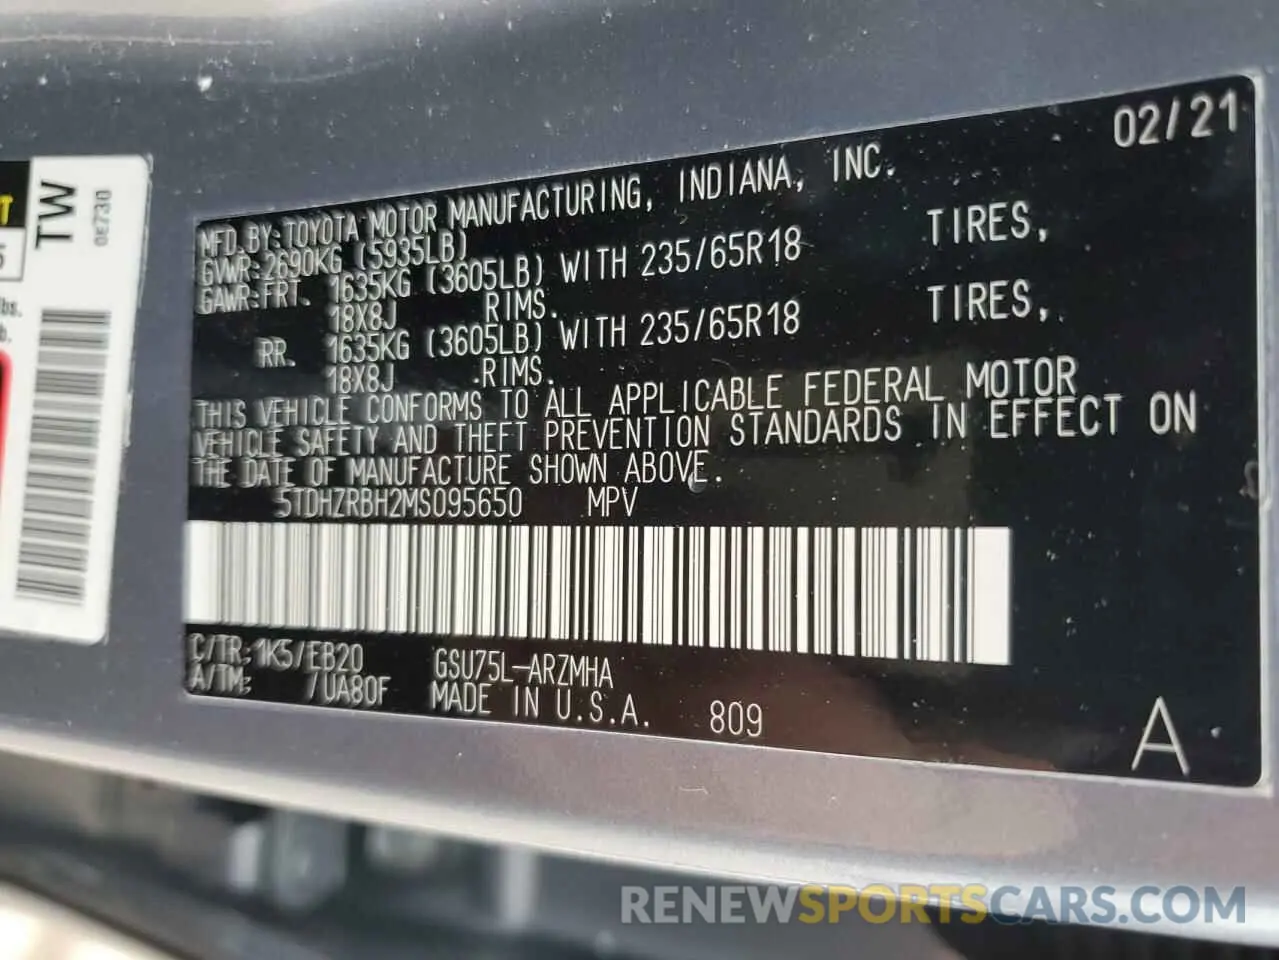 02/21
MFD.BY:TOYOTA MOTOR MANUFACTURING, INDIANA, INC.
GVWR:2690KG (5935LB)
GAWR:FRT. 1635KG (3605LB) WITH 235/65R18 TIRES,
18X8J RIMS.
RR. 1635KG (3605LB) WITH 235/65R18 TIRES,
18X8J RIMS.
THIS VEHICLE CONFORMS TO ALL APPLICABLE FEDERAL MOTOR
VEHICLE SAFETY AND THEFT PREVENTION STANDARDS IN EFFECT ON
THE DATE OF MANUFACTURE SHOWN ABOVE.
5TDHZRBH2MS095650 MPV
C/TR:1K5/EB20 GSU75L-ARZMHA
A/TM: /UA80F MADE IN U.S.A. 809
A
TW
0E730
lbs.
RENEWSPORTSCARS.COM